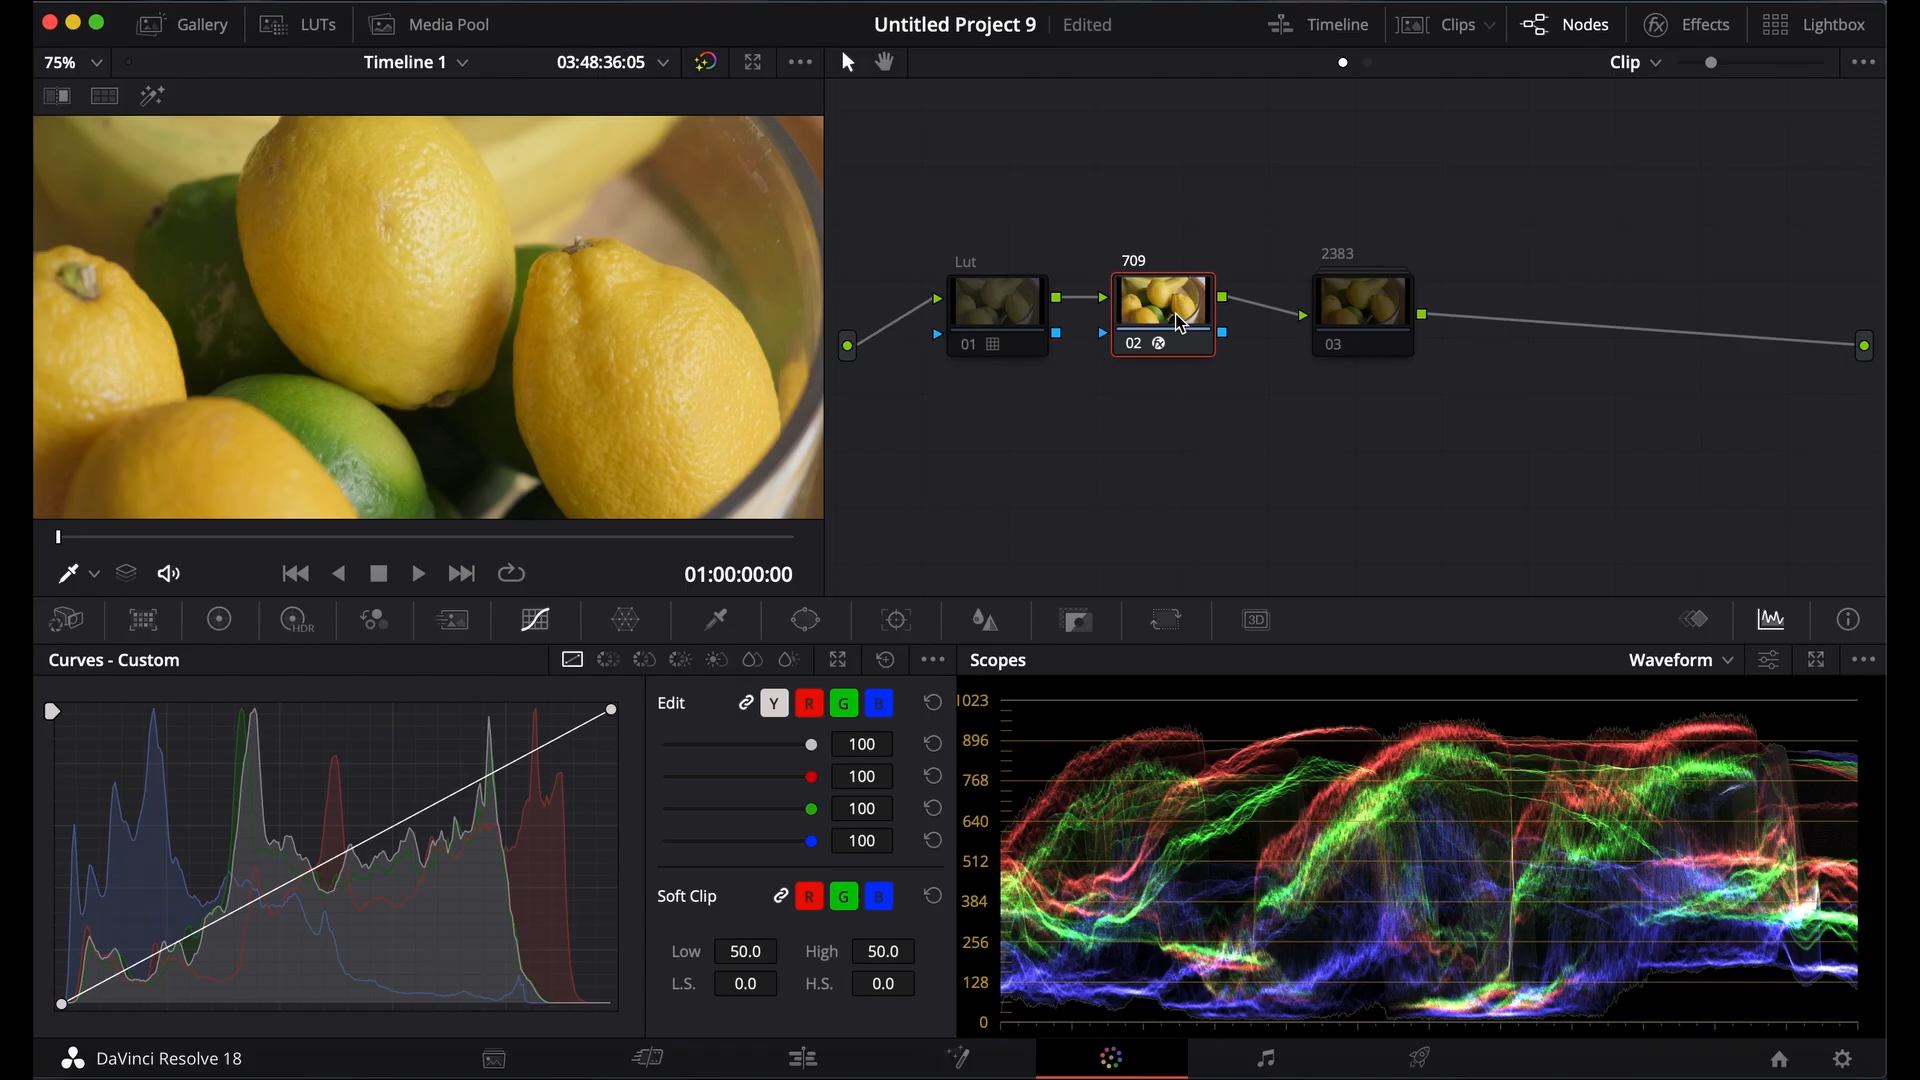 Gallery LUTs Media Pool Untitled Project 9 Edited Timeline Clips Nodes Effects Lightbox
75% Timeline 1 03:48:36:05 Clip
Lut 709 2383
01 02 03
01:00:00:00
HDR 3D
Curves - Custom Scopes Waveform
Edit Y R G B
100
100
100
100
Soft Clip R G B
Low 50.0 High 50.0
L.S. 0.0 H.S. 0.0
1023
896
768
640
512
384
256
128
0
DaVinci Resolve 18